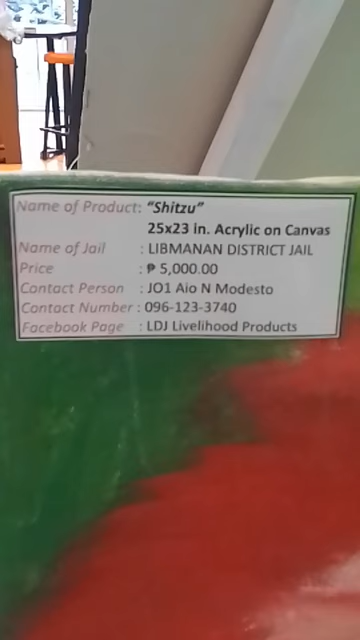 Name of Product: "Shitzu"
25x23 in. Acrylic on Canvas
Name of Jail : LIBMANAN DISTRICT JAIL
Price : ₱ 5,000.00
Contact Person : JO1 Aio N Modesto
Contact Number : 096-123-3740
Facebook Page : LDJ Livelihood Products